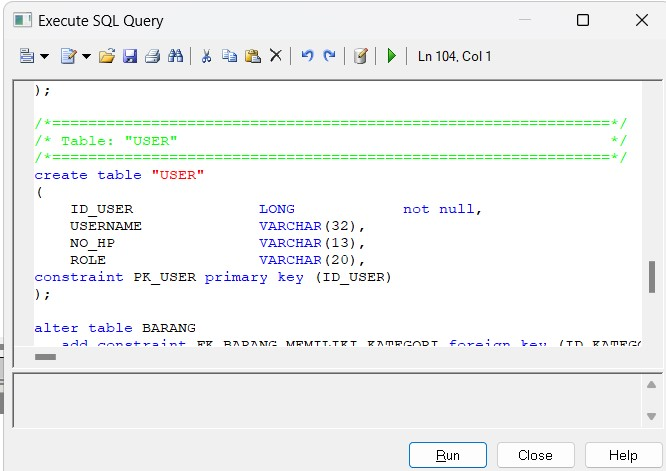 Execute SQL Query
Ln 104, Col 1
);
/*==============================================================*/
/* Table: "USER"                                                */
/*==============================================================*/
create table "USER"
(
    ID_USER              LONG            not null,
    USERNAME             VARCHAR(32),
    NO_HP                VARCHAR(13),
    ROLE                 VARCHAR(20),
constraint PK_USER primary key (ID_USER)
);
alter table BARANG
   add constraint FK_BARANG_MEMILIKI_KATEGORI foreign key (ID_KATEGO
Run
Close
Help